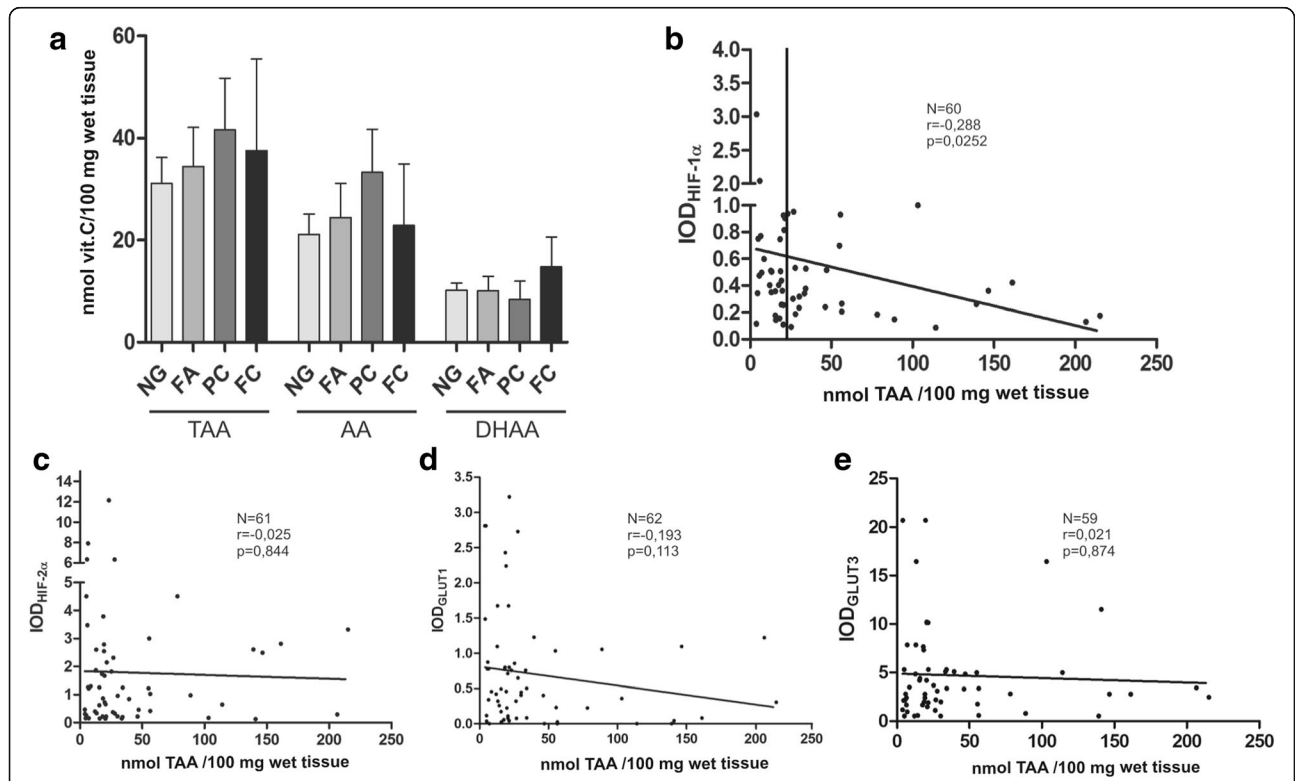 a
nmol vit.C/100 mg wet tissue
60
40
20
0
NG FA PC FC NG FA PC FC NG FA PC FC
TAA AA DHAA
b
IODHIF-1α
4.0
3.5
3.0
2.5
2.0
1.0
0.8
0.6
0.4
0.2
0.0
N=60
r=-0,288
p=0,0252
0 50 100 150 200 250
nmol TAA /100 mg wet tissue
c
IODHIF-2α
14
12
10
8
6
5
4
3
2
1
0
N=61
r=-0,025
p=0,844
0 50 100 150 200 250
nmol TAA /100 mg wet tissue
d
IODGLUT1
3.5
3.0
2.5
2.0
1.5
1.0
0.5
0.0
N=62
r=-0,193
p=0,113
0 50 100 150 200 250
nmol TAA /100 mg wet tissue
e
IODGLUT3
25
20
15
10
5
0
N=59
r=0,021
p=0,874
0 50 100 150 200 250
nmol TAA /100 mg wet tissue